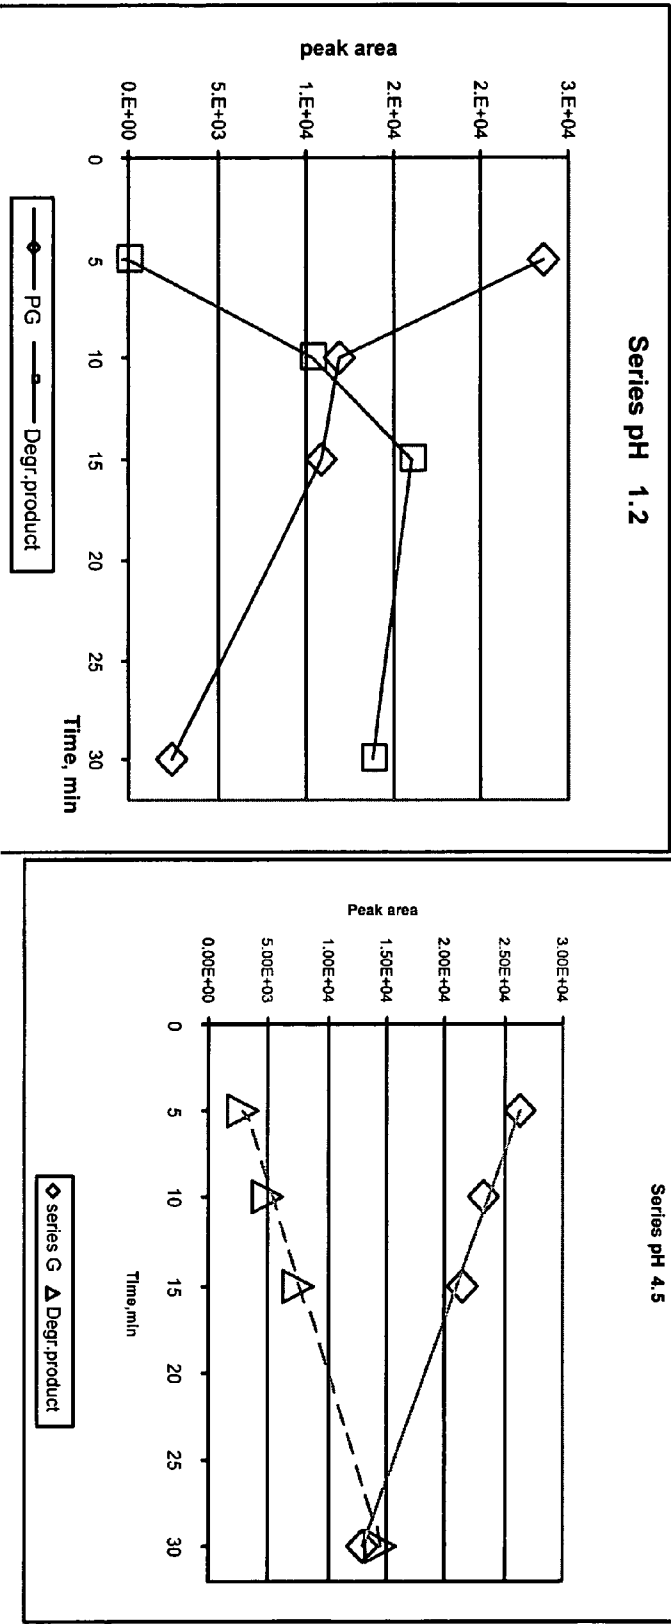 Series pH 1.2
peak area
3.E+04
2.E+04
2.E+04
1.E+04
5.E+03
0.E+00
0 5 10 15 20 25 30
Time, min
PG Degr.product
Series pH 4.5
Peak area
3.00E+04
2.50E+04
2.00E+04
1.50E+04
1.00E+04
5.00E+03
0.00E+00
0 5 10 15 20 25 30
Time,min
series G Degr.product